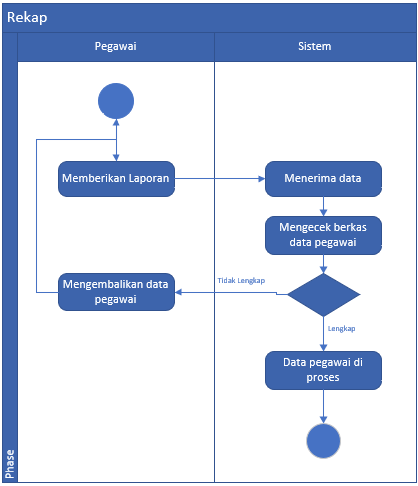 Rekap
Pegawai
Sistem
Memberikan Laporan
Menerima data
Mengecek berkas
data pegawai
Tidak Lengkap
Mengembalikan data
pegawai
Lengkap
Data pegawai di
proses
Phase